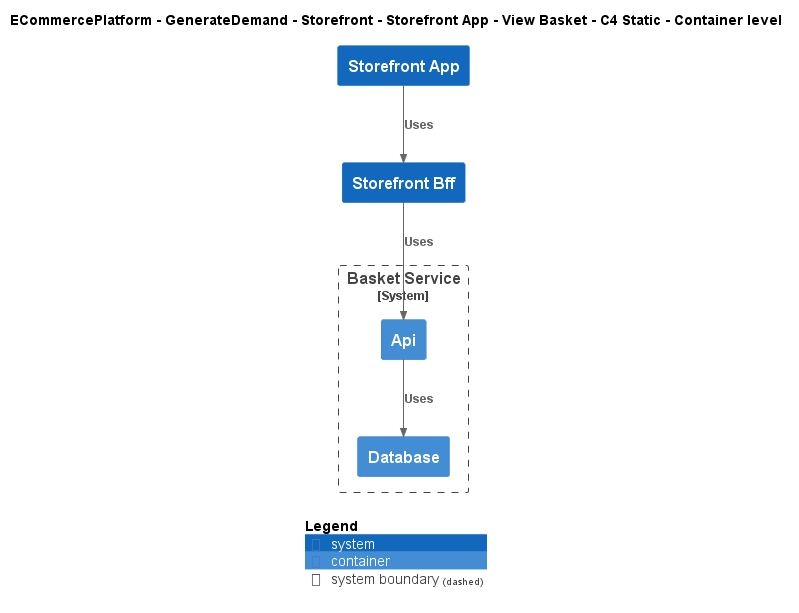 ECommercePlatform - GenerateDemand - Storefront - Storefront App - View Basket - C4 Static - Container level
Storefront App
Uses
Storefront Bff
Uses
Basket Service
[System]
Api
Uses
Database
Legend
system
container
system boundary (dashed)